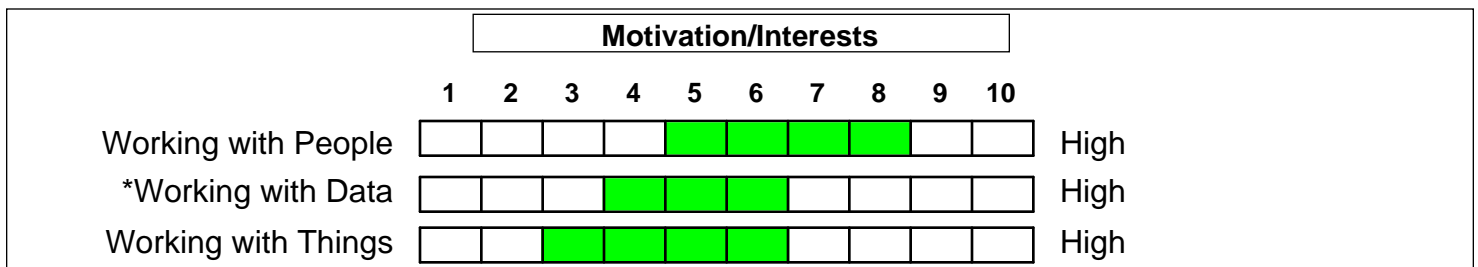 Motivation/Interests
1 2 3 4 5 6 7 8 9 10
Working with People High
*Working with Data High
Working with Things High